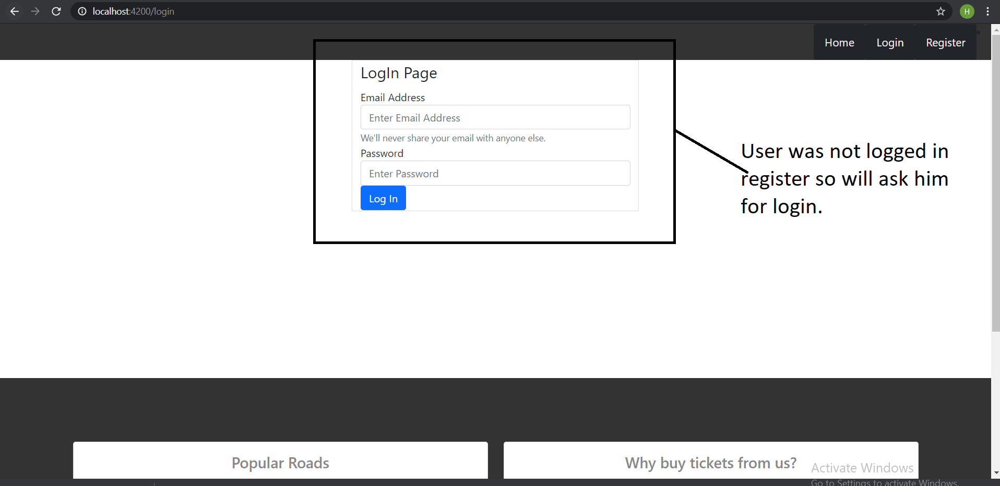 localhost:4200/login
H
Home Login Register
LogIn Page
Email Address
Enter Email Address
We'll never share your email with anyone else.
Password
Enter Password
Log In
User was not logged in
register so will ask him
for login.
Popular Roads
Why buy tickets from us?
Activate Windows
Go to Settings to activate Windows.